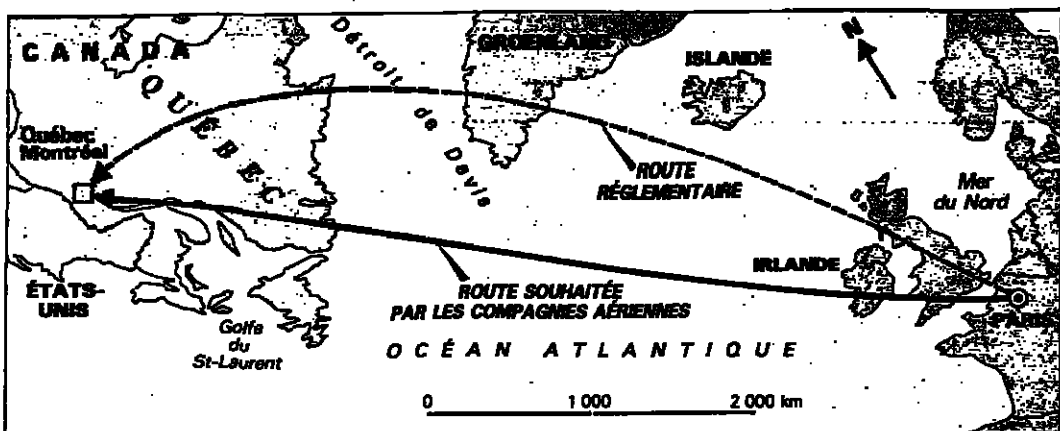 CANADA
QUÉBEC
Détroit de Davis
GROENLAND
ISLANDE
N
Québec
Montréal
ROUTE
RÉGLEMENTAIRE
Mer
du Nord
IRLANDE
ÉTATS-
UNIS
ROUTE SOUHAITÉE
PAR LES COMPAGNIES AÉRIENNES
PARIS
Golfe
du
St-Laurent
OCÉAN ATLANTIQUE
0 1 000 2 000 km